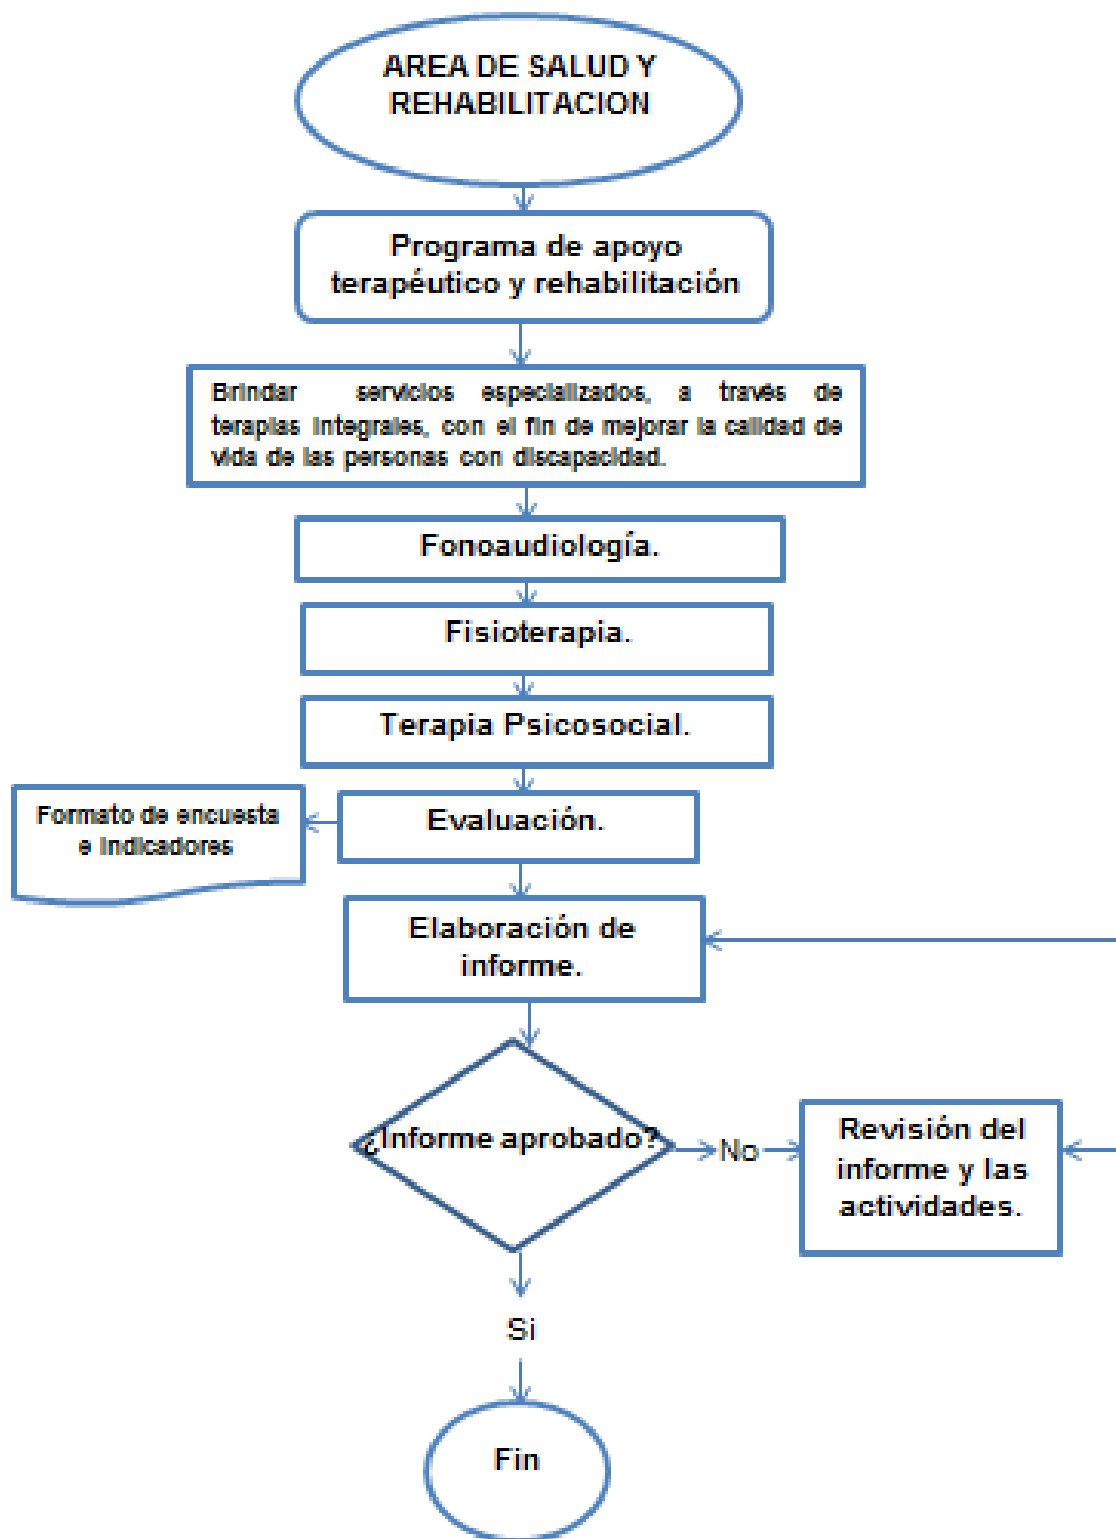 AREA DE SALUD Y
REHABILITACION
Programa de apoyo
terapéutico y rehabilitación
Brindar servicios especializados, a través de
terapias integrales, con el fin de mejorar la calidad de
vida de las personas con discapacidad.
Fonoaudiología.
Fisioterapia.
Terapia Psicosocial.
Formato de encuesta
e indicadores
Evaluación.
Elaboración de
informe.
¿Informe aprobado?
No
Revisión del
informe y las
actividades.
Si
Fin